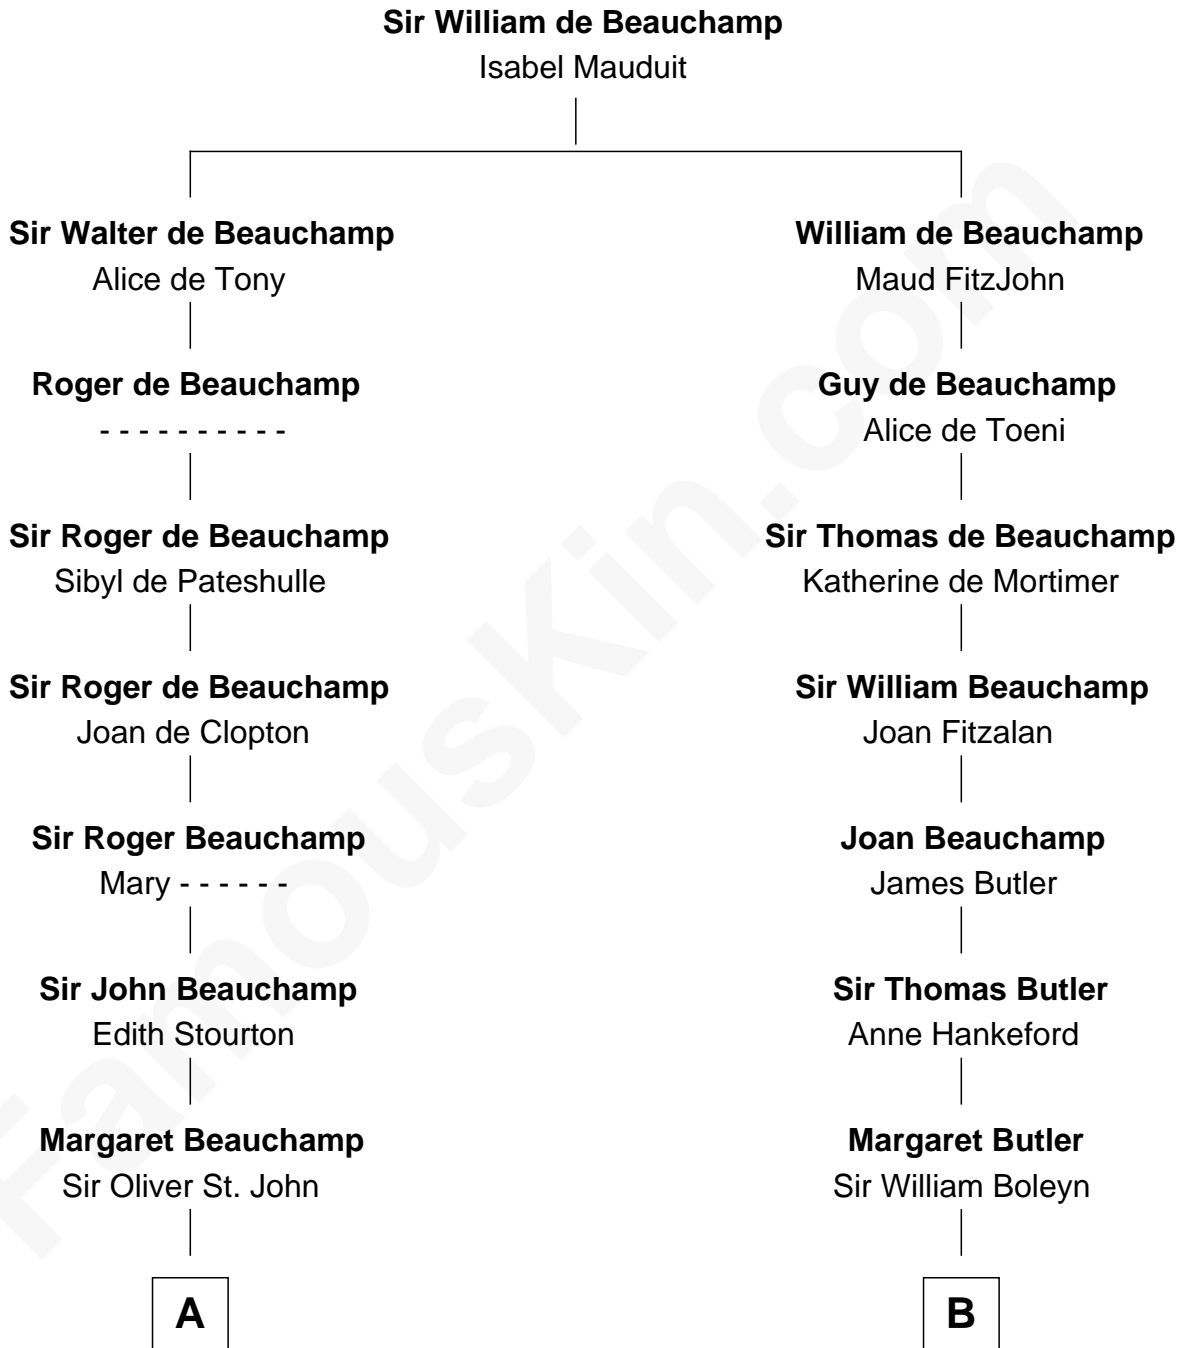 Sir William de Beauchamp
Isabel Mauduit
Sir Walter de Beauchamp
Alice de Tony
William de Beauchamp
Maud FitzJohn
Roger de Beauchamp
- - - - - - - - - -
Guy de Beauchamp
Alice de Toeni
Sir Roger de Beauchamp
Sibyl de Pateshulle
Sir Thomas de Beauchamp
Katherine de Mortimer
Sir Roger de Beauchamp
Joan de Clopton
Sir William Beauchamp
Joan Fitzalan
Sir Roger Beauchamp
Mary - - - - - -
Joan Beauchamp
James Butler
Sir John Beauchamp
Edith Stourton
Sir Thomas Butler
Anne Hankeford
Margaret Beauchamp
Sir Oliver St. John
Margaret Butler
Sir William Boleyn
A
B
FamousKin.com